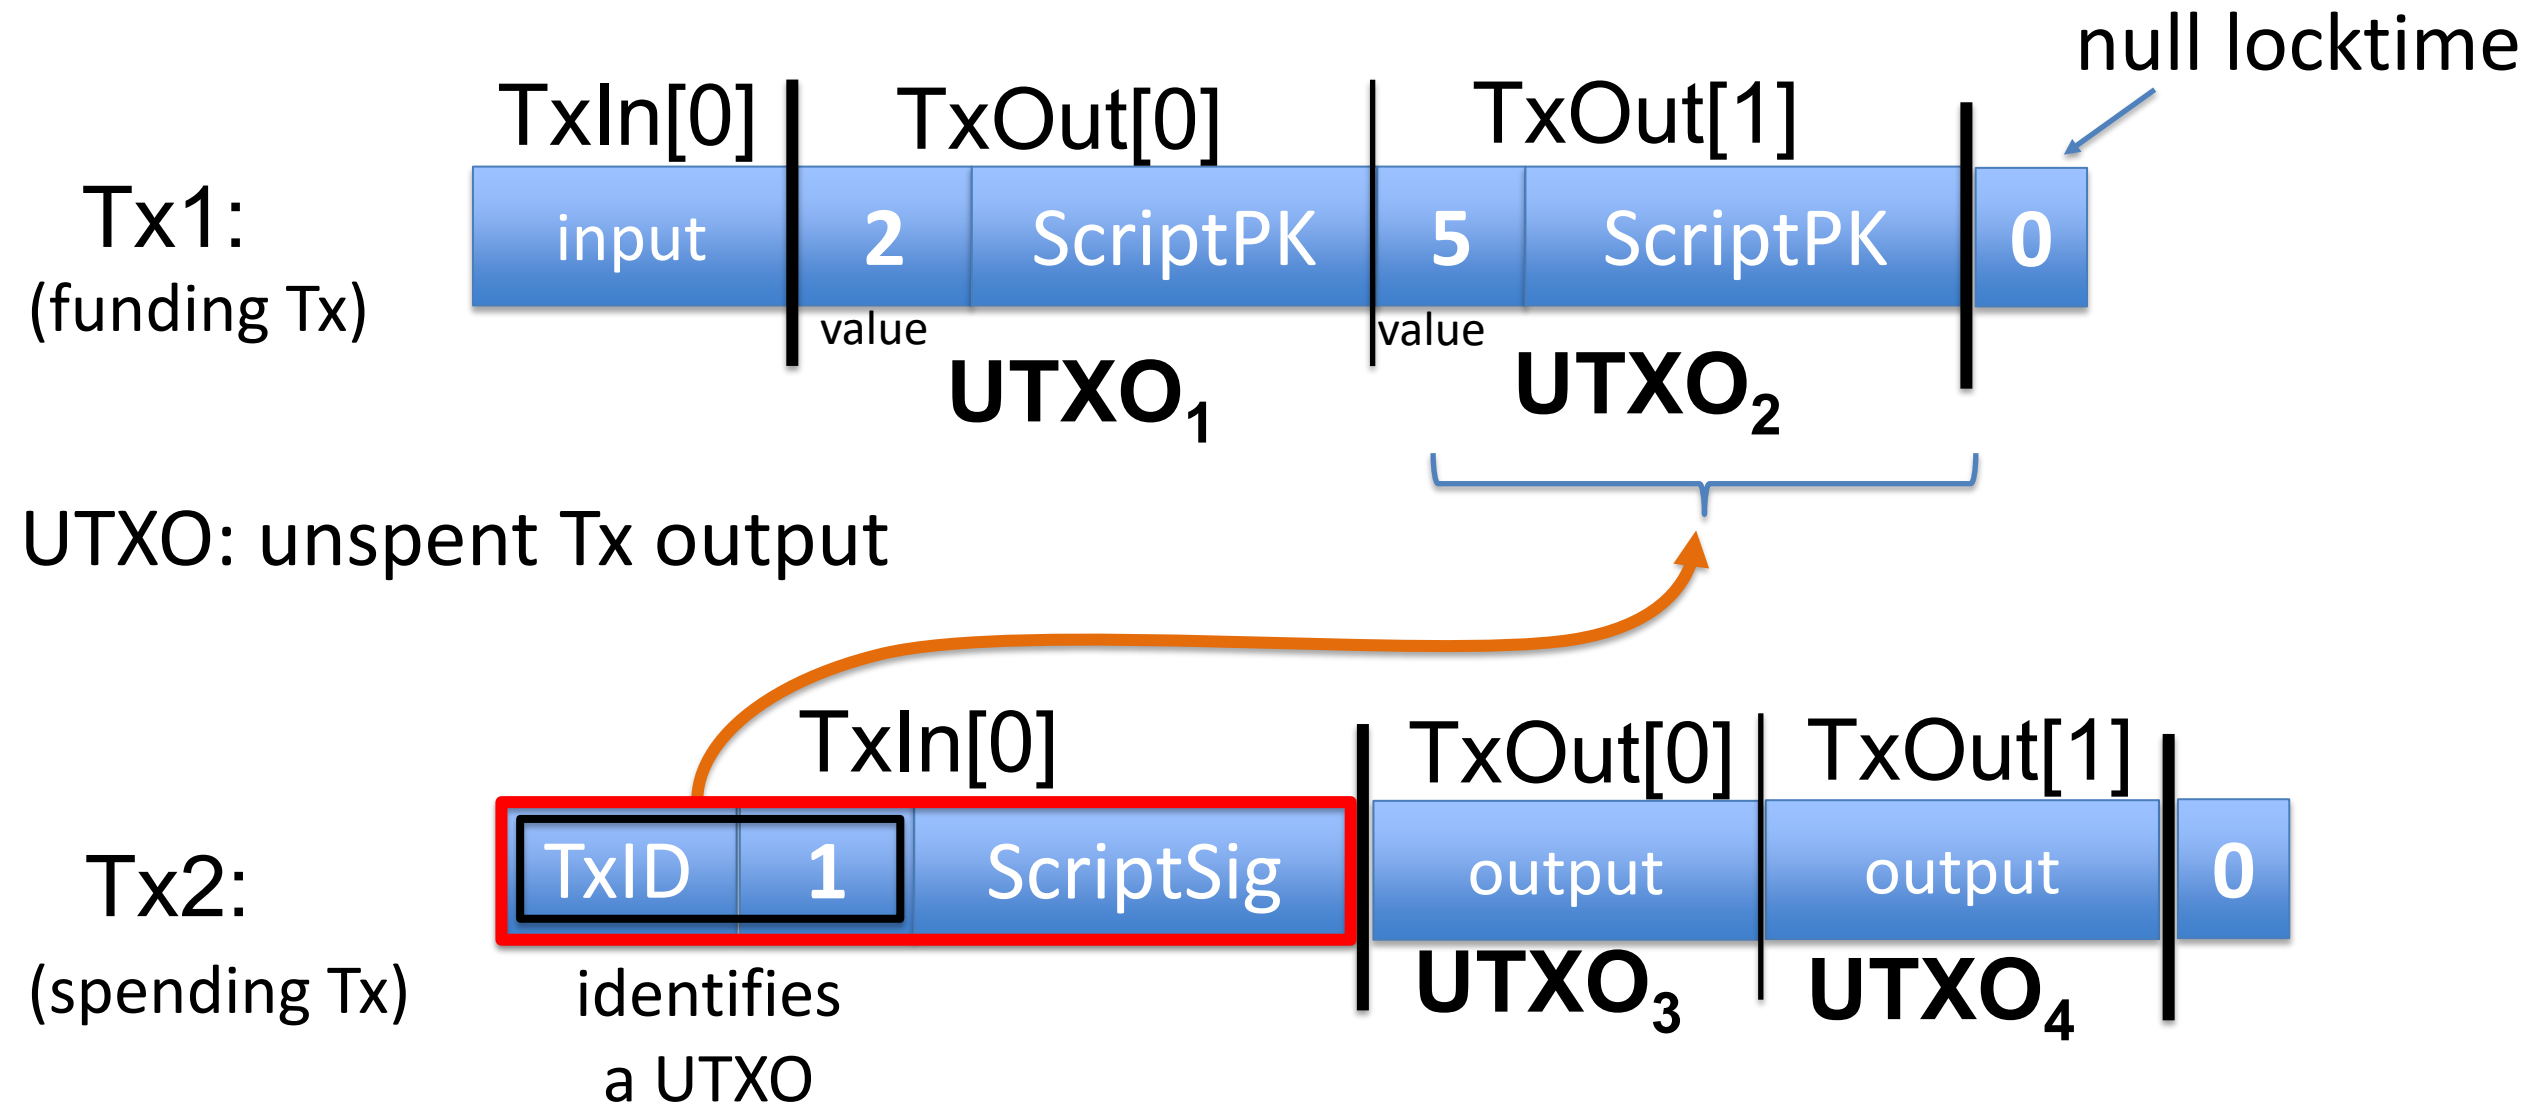 null locktime
TxIn[0] TxOut[0] TxOut[1]
Tx1: input 2 ScriptPK 5 ScriptPK 0
(funding Tx) value value
UTXO1 UTXO2
UTXO: unspent Tx output
TxIn[0] TxOut[0] TxOut[1]
Tx2: TxID 1 ScriptSig output output 0
(spending Tx) identifies UTXO3 UTXO4
a UTXO